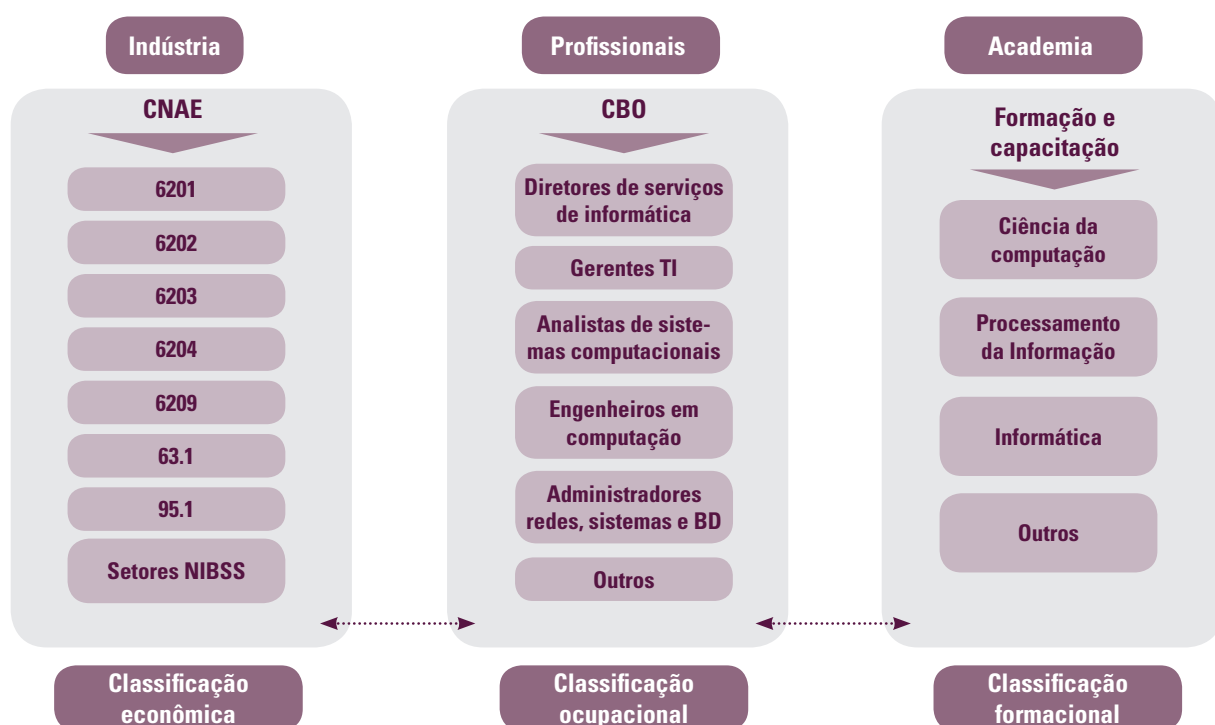 Indústria
CNAE
6201
6202
6203
6204
6209
63.1
95.1
Setores NIBSS
Classificação
econômica
Profissionais
CBO
Diretores de serviços
de informática
Gerentes TI
Analistas de siste-
mas computacionais
Engenheiros em
computação
Administradores
redes, sistemas e BD
Outros
Classificação
ocupacional
Academia
Formação e
capacitação
Ciência da
computação
Processamento
da Informação
Informática
Outros
Classificação
formacional